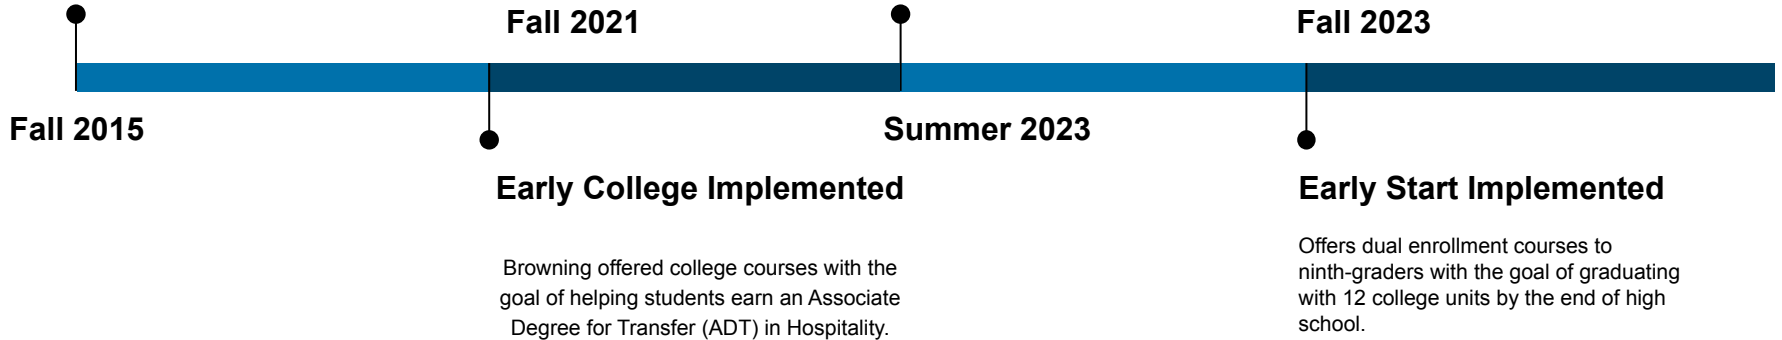 Fall 2021
Fall 2023
Fall 2015
Summer 2023
Early College Implemented
Browning offered college courses with the
goal of helping students earn an Associate
Degree for Transfer (ADT) in Hospitality.
Early Start Implemented
Offers dual enrollment courses to
ninth-graders with the goal of graduating
with 12 college units by the end of high
school.